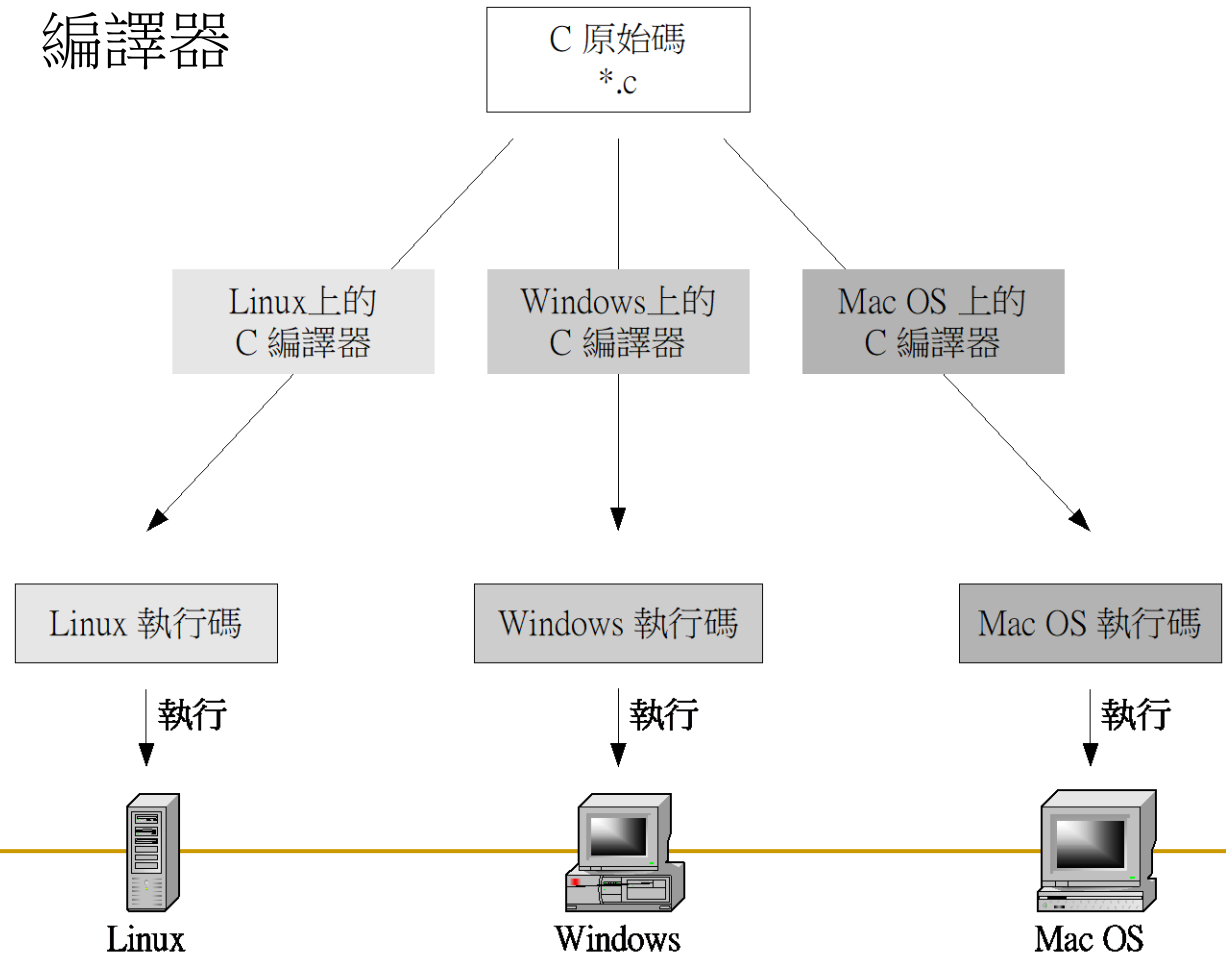 編譯器
C 原始碼
*.c
Linux上的
C 編譯器
Windows上的
C 編譯器
Mac OS 上的
C 編譯器
Linux 執行碼
Windows 執行碼
Mac OS 執行碼
執行
執行
執行
Linux
Windows
Mac OS